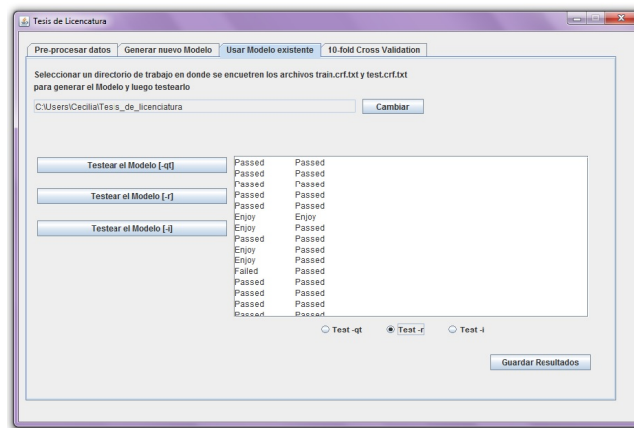 Tesis de Licencatura
Pre-procesar datos Generar nuevo Modelo Usar Modelo existente 10-fold Cross Validation
Seleccionar un directorio de trabajo en donde se encuetren los archivos train.crf.txt y test.crf.txt
para generar el Modelo y luego testearlo
C:\Users\Cecilia\Tesis_de_licenciatura Cambiar
Testear el Modelo [-qt]
Testear el Modelo [-r]
Testear el Modelo [-i]
Passed Passed
Passed Passed
Passed Passed
Passed Passed
Passed Passed
Enjoy Enjoy
Enjoy Passed
Passed Passed
Enjoy Passed
Enjoy Passed
Failed Passed
Passed Passed
Passed Passed
Passed Passed
Passed Passed
Test -qt Test -r Test -i
Guardar Resultados